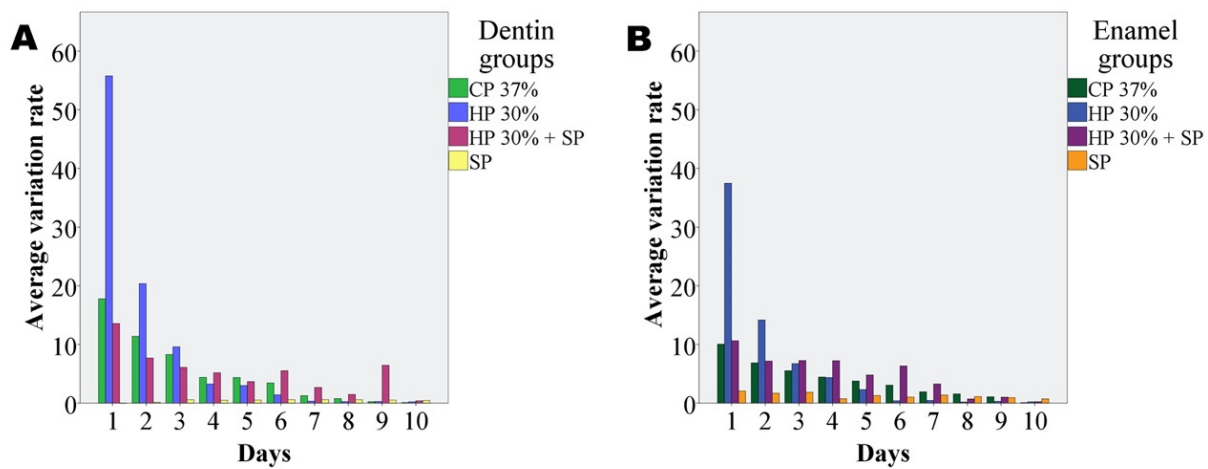 A
Dentin
groups
CP 37%
HP 30%
HP 30% + SP
SP
Average variation rate
60
50
40
30
20
10
0
1 2 3 4 5 6 7 8 9 10
Days
B
Enamel
groups
CP 37%
HP 30%
HP 30% + SP
SP
Average variation rate
60
50
40
30
20
10
0
1 2 3 4 5 6 7 8 9 10
Days